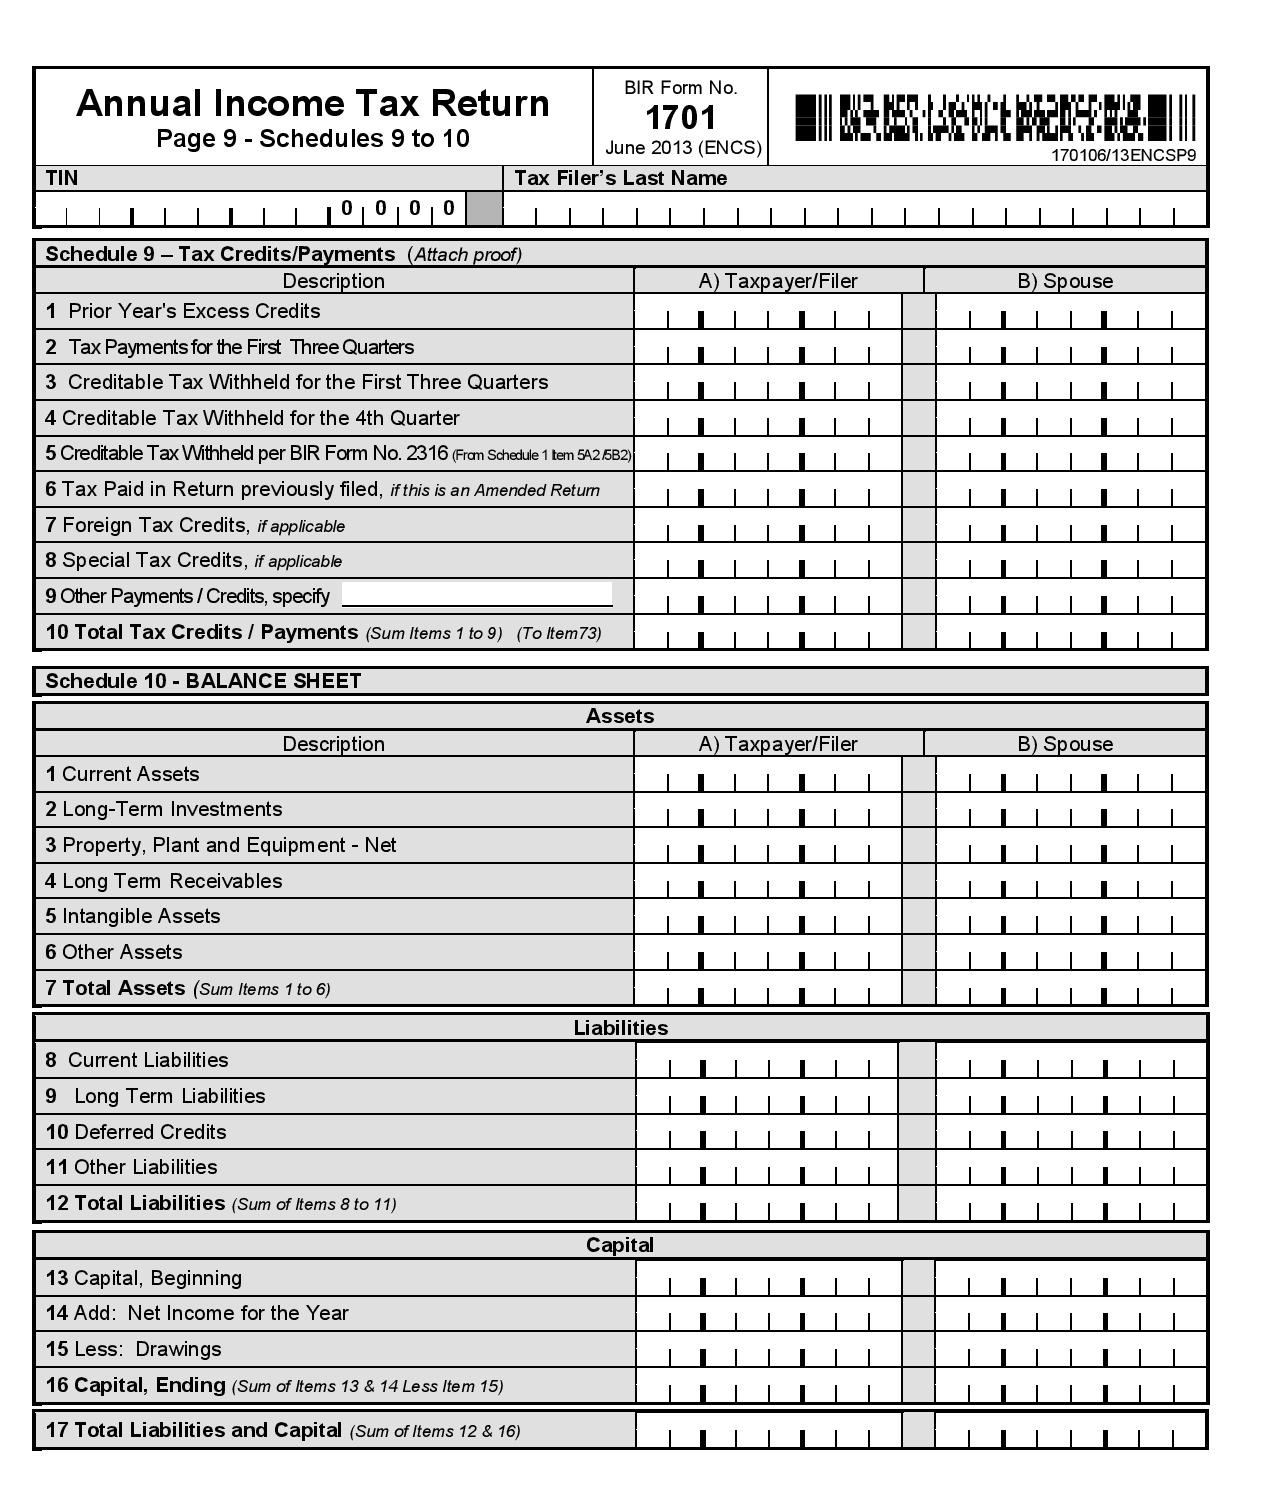 Annual Income Tax Return
Page 9 - Schedules 9 to 10
BIR Form No.
1701
June 2013 (ENCS)
170106/13ENCSP9
TIN
Tax Filer’s Last Name
0 0 0 0
Schedule 9 – Tax Credits/Payments (Attach proof)
Description A) Taxpayer/Filer B) Spouse
1 Prior Year's Excess Credits
2 Tax Payments for the First Three Quarters
3 Creditable Tax Withheld for the First Three Quarters
4 Creditable Tax Withheld for the 4th Quarter
5 Creditable Tax Withheld per BIR Form No. 2316 (From Schedule 1 Item 5A2 /5B2)
6 Tax Paid in Return previously filed, if this is an Amended Return
7 Foreign Tax Credits, if applicable
8 Special Tax Credits, if applicable
9 Other Payments / Credits, specify
10 Total Tax Credits / Payments (Sum Items 1 to 9) (To Item73)
Schedule 10 - BALANCE SHEET
Assets
Description A) Taxpayer/Filer B) Spouse
1 Current Assets
2 Long-Term Investments
3 Property, Plant and Equipment - Net
4 Long Term Receivables
5 Intangible Assets
6 Other Assets
7 Total Assets (Sum Items 1 to 6)
Liabilities
8 Current Liabilities
9 Long Term Liabilities
10 Deferred Credits
11 Other Liabilities
12 Total Liabilities (Sum of Items 8 to 11)
Capital
13 Capital, Beginning
14 Add: Net Income for the Year
15 Less: Drawings
16 Capital, Ending (Sum of Items 13 & 14 Less Item 15)
17 Total Liabilities and Capital (Sum of Items 12 & 16)